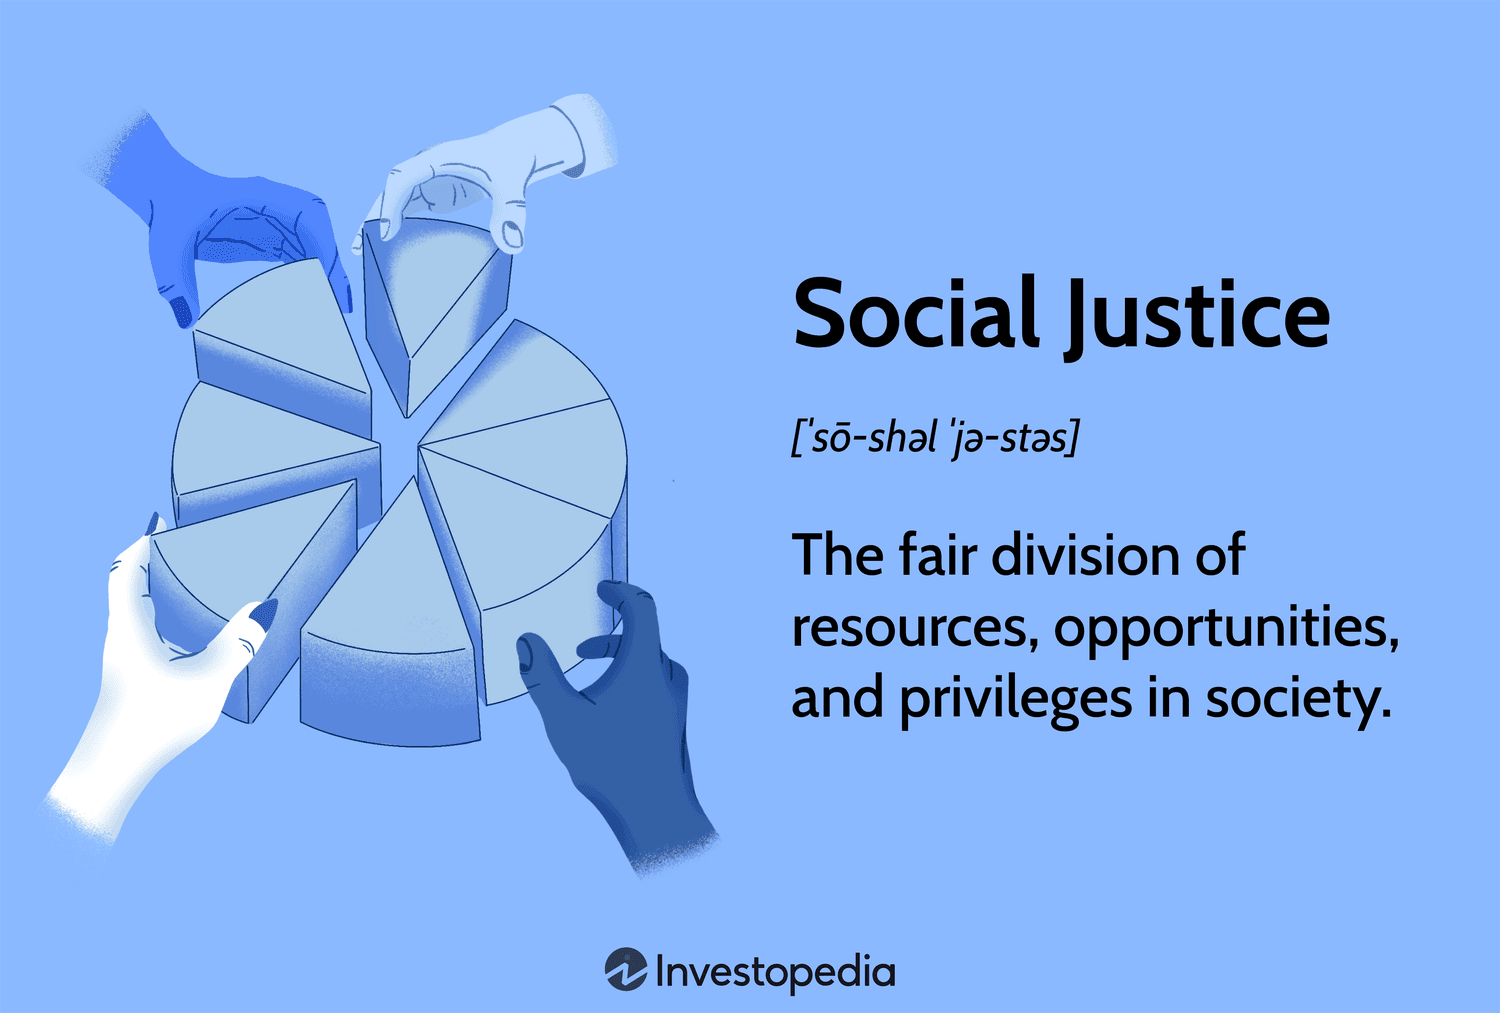 Social Justice
[ˈsō-shəl ˈjə-stəs]
The fair division of
resources, opportunities,
and privileges in society.
Investopedia